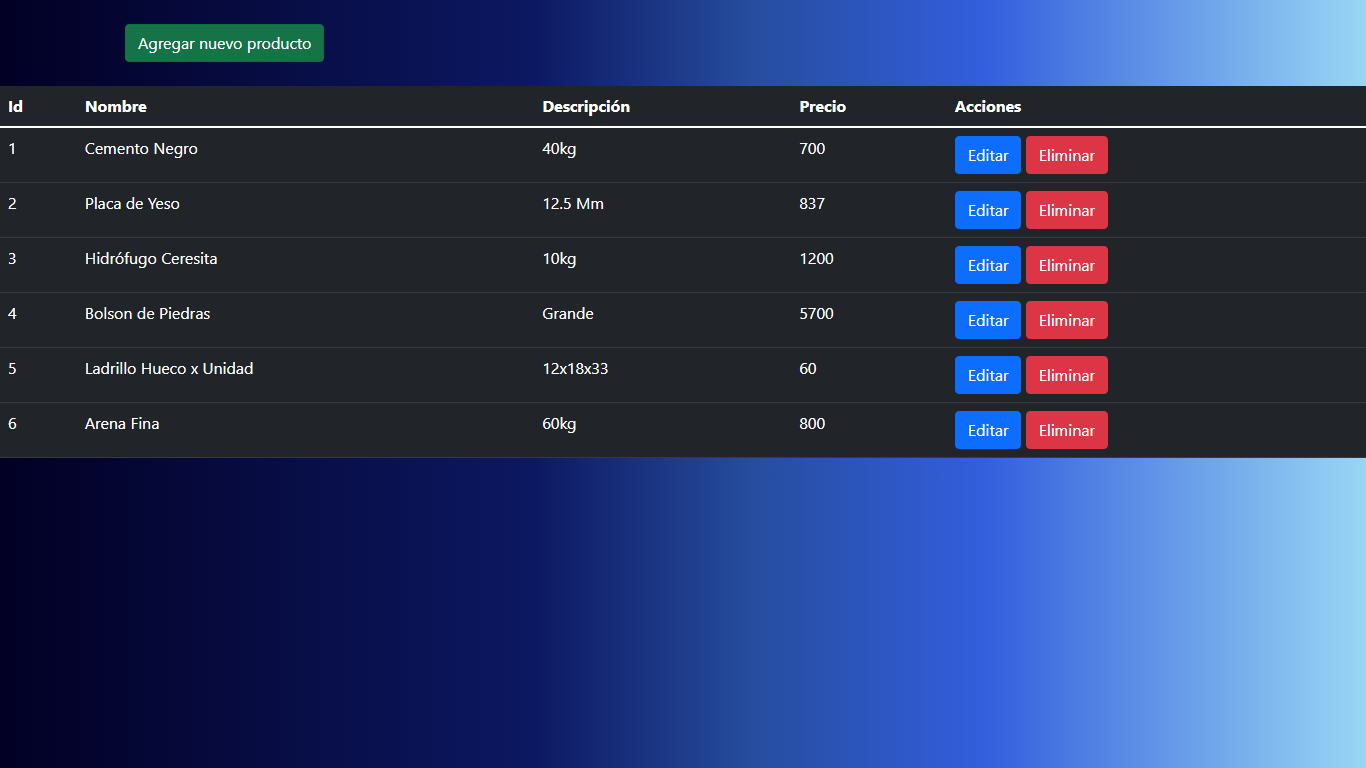 Agregar nuevo producto
Id Nombre Descripción Precio Acciones
1 Cemento Negro 40kg 700 Editar Eliminar
2 Placa de Yeso 12.5 Mm 837 Editar Eliminar
3 Hidrófugo Ceresita 10kg 1200 Editar Eliminar
4 Bolson de Piedras Grande 5700 Editar Eliminar
5 Ladrillo Hueco x Unidad 12x18x33 60 Editar Eliminar
6 Arena Fina 60kg 800 Editar Eliminar